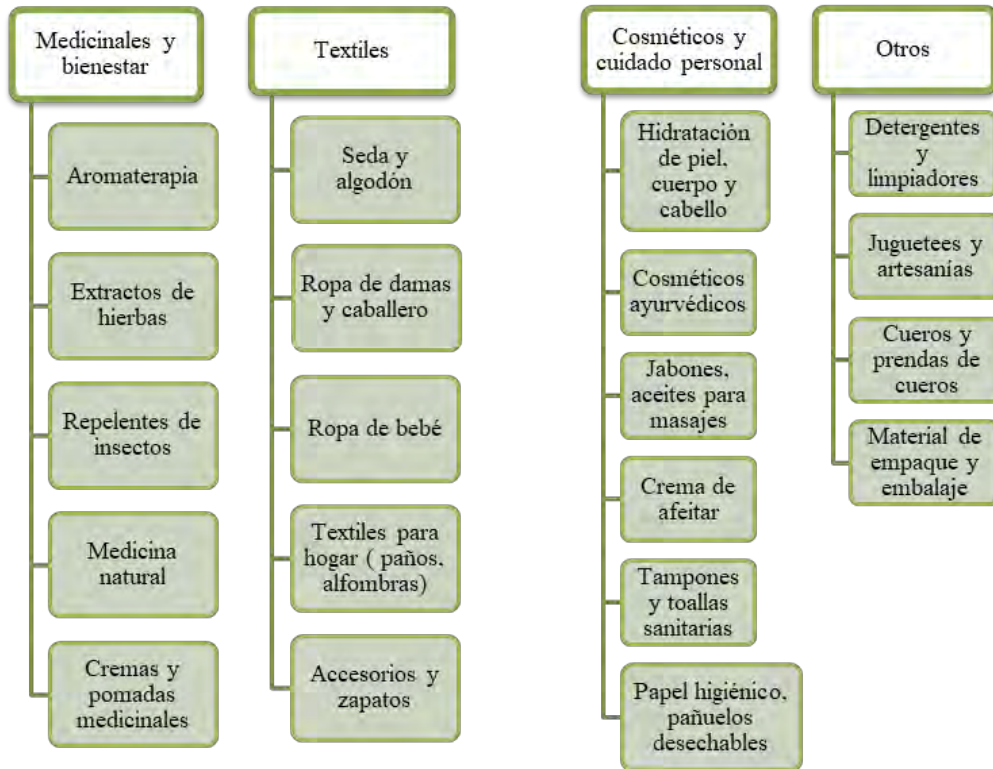 Medicinales y
bienestar
Aromaterapia
Extractos de
hierbas
Repelentes de
insectos
Medicina
natural
Cremas y
pomadas
medicinales
Textiles
Seda y
algodón
Ropa de damas
y caballero
Ropa de bebé
Textiles para
hogar ( paños,
alfombras)
Accesorios y
zapatos
Cosméticos y
cuidado personal
Hidratación
de piel,
cuerpo y
cabello
Cosméticos
ayurvédicos
Jabones,
aceites para
masajes
Crema de
afeitar
Tampones
y toallas
sanitarias
Papel higiénico,
pañuelos
desechables
Otros
Detergentes
y
limpiadores
Juguetees y
artesanías
Cueros y
prendas de
cueros
Material de
empaque y
embalaje